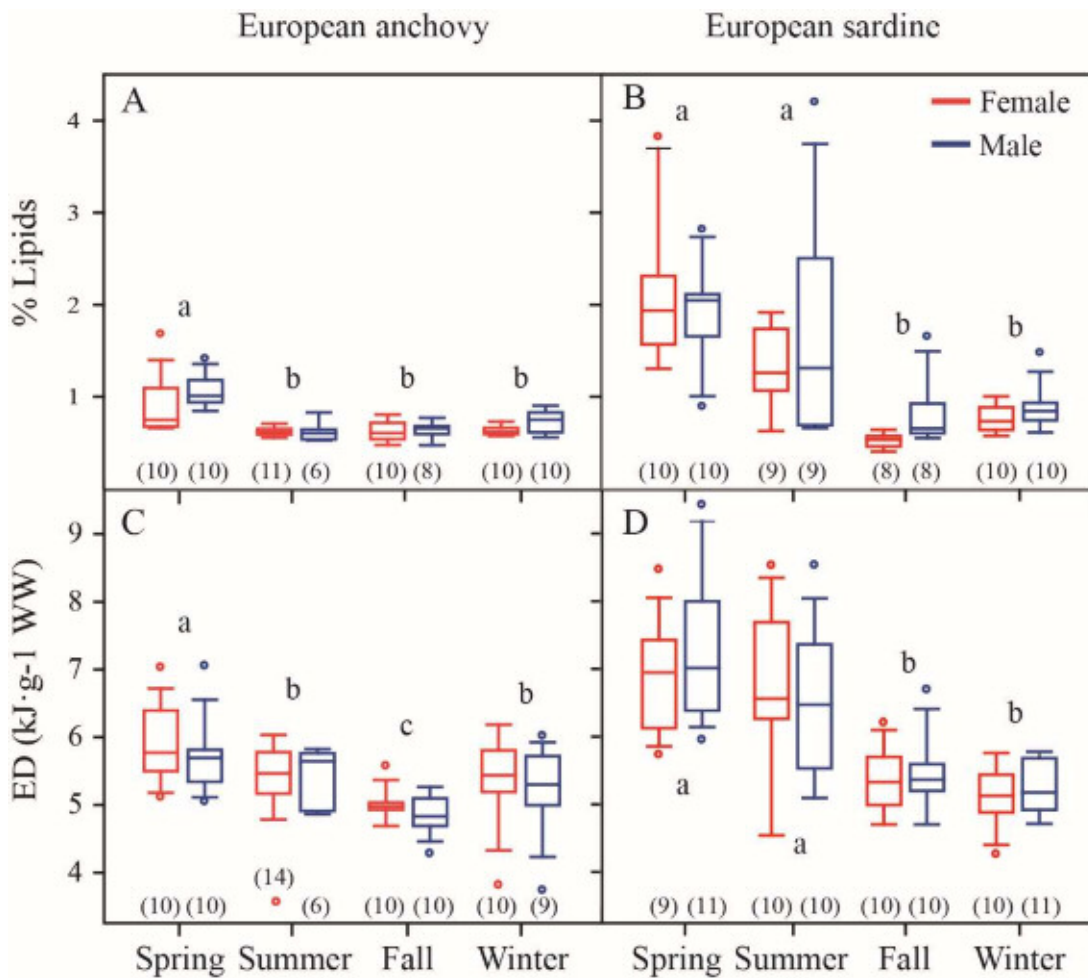 European anchovy European sardine
A B Female
Male
4
3
2
1
% Lipids
a b b b
a a b b
(10) (10) (11) (6) (10) (8) (10) (10) (10) (10) (9) (9) (8) (8) (10) (10)
C D
9
8
7
6
5
4
ED (kJ·g-1 WW)
a b c b
a a b b
(10) (10) (14) (6) (10) (10) (10) (9) (9) (11) (10) (10) (10) (10) (10) (11)
Spring Summer Fall Winter Spring Summer Fall Winter